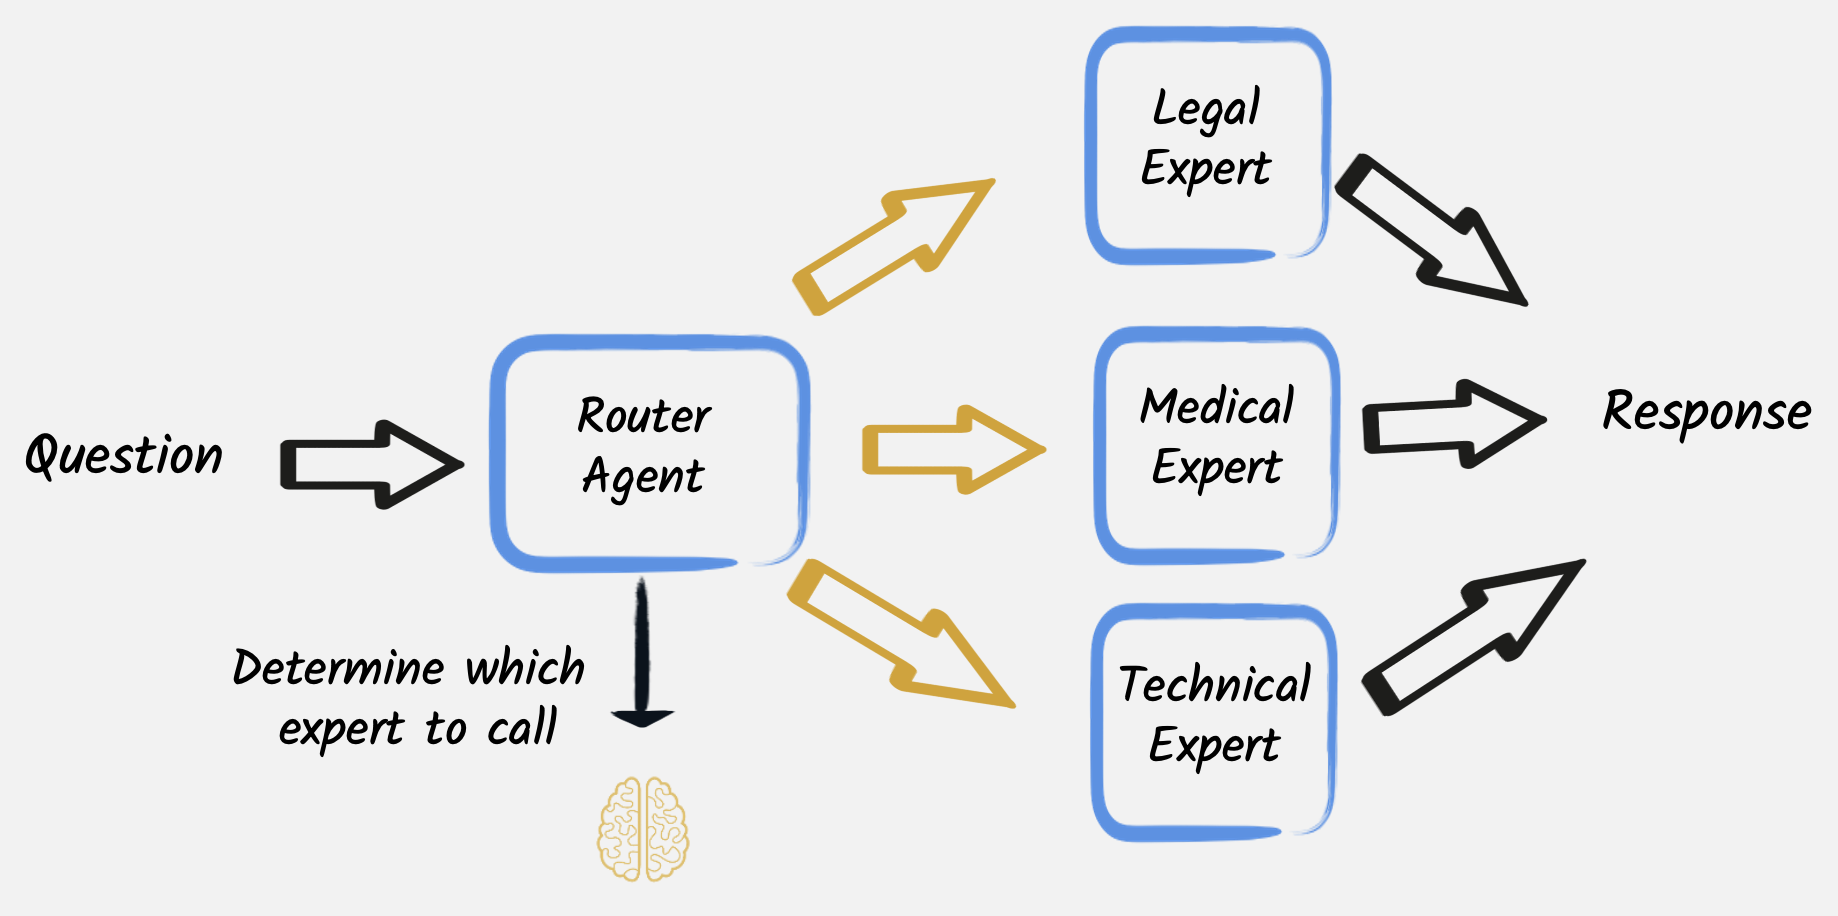 Question
Router
Agent
Determine which
expert to call
Legal
Expert
Medical
Expert
Technical
Expert
Response